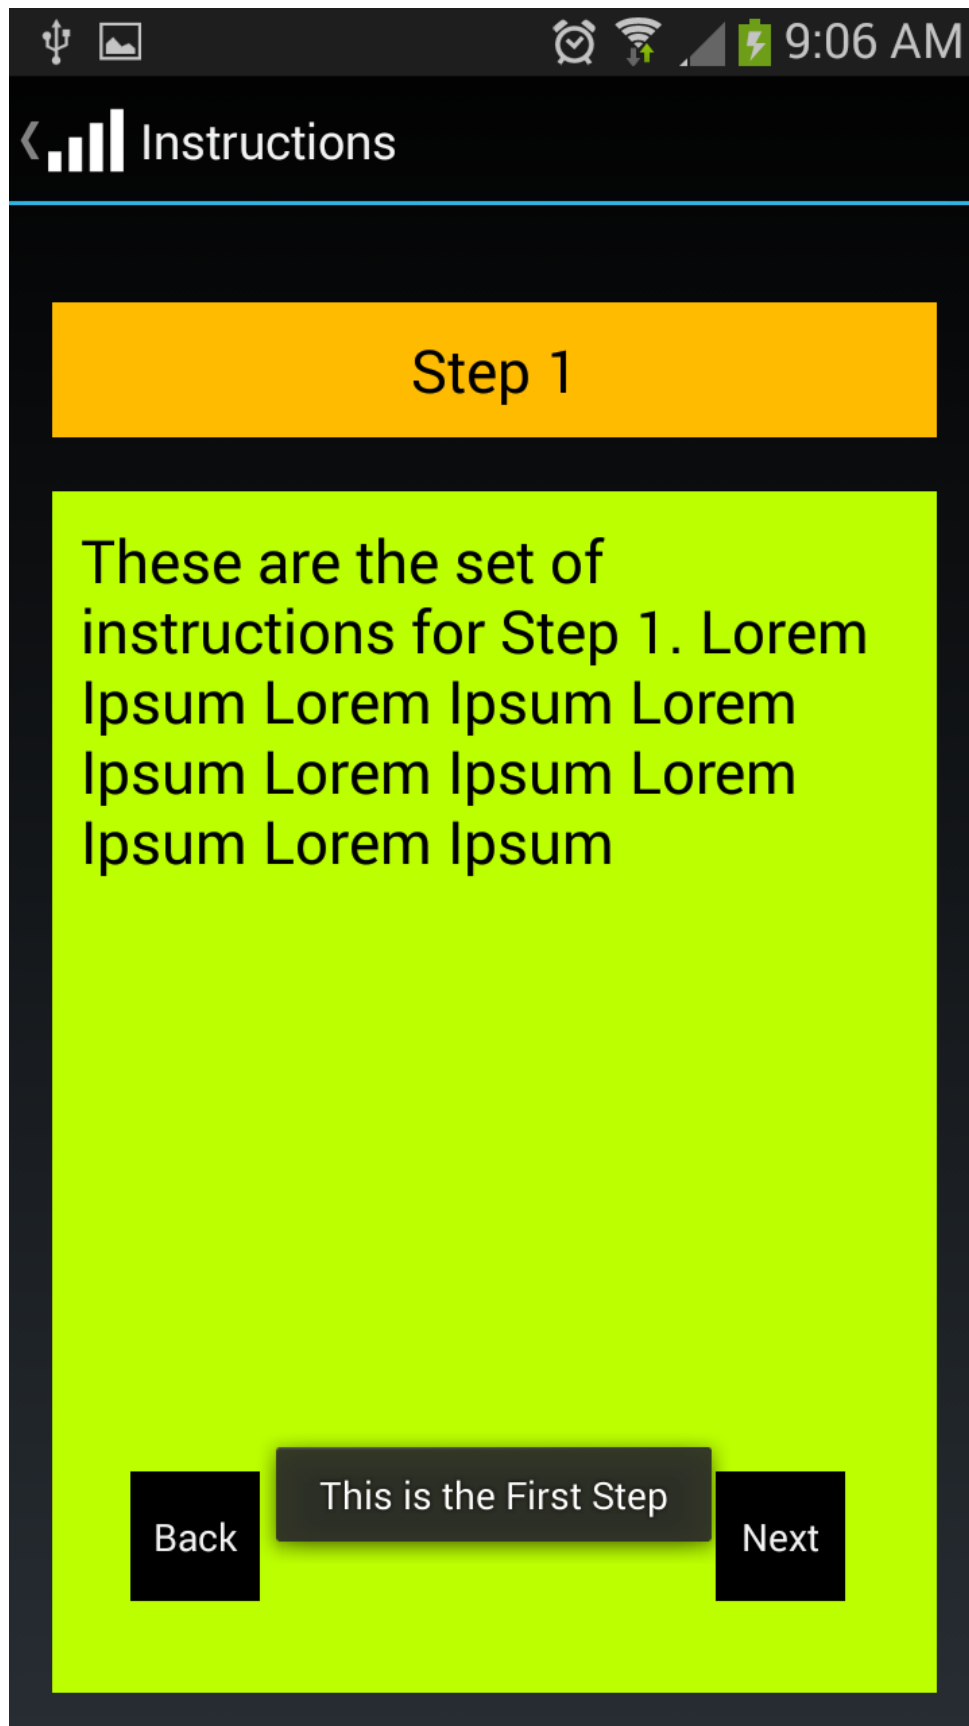 9:06 AM
Instructions
Step 1
These are the set of
instructions for Step 1. Lorem
Ipsum Lorem Ipsum Lorem
Ipsum Lorem Ipsum Lorem
Ipsum Lorem Ipsum
This is the First Step
Back
Next